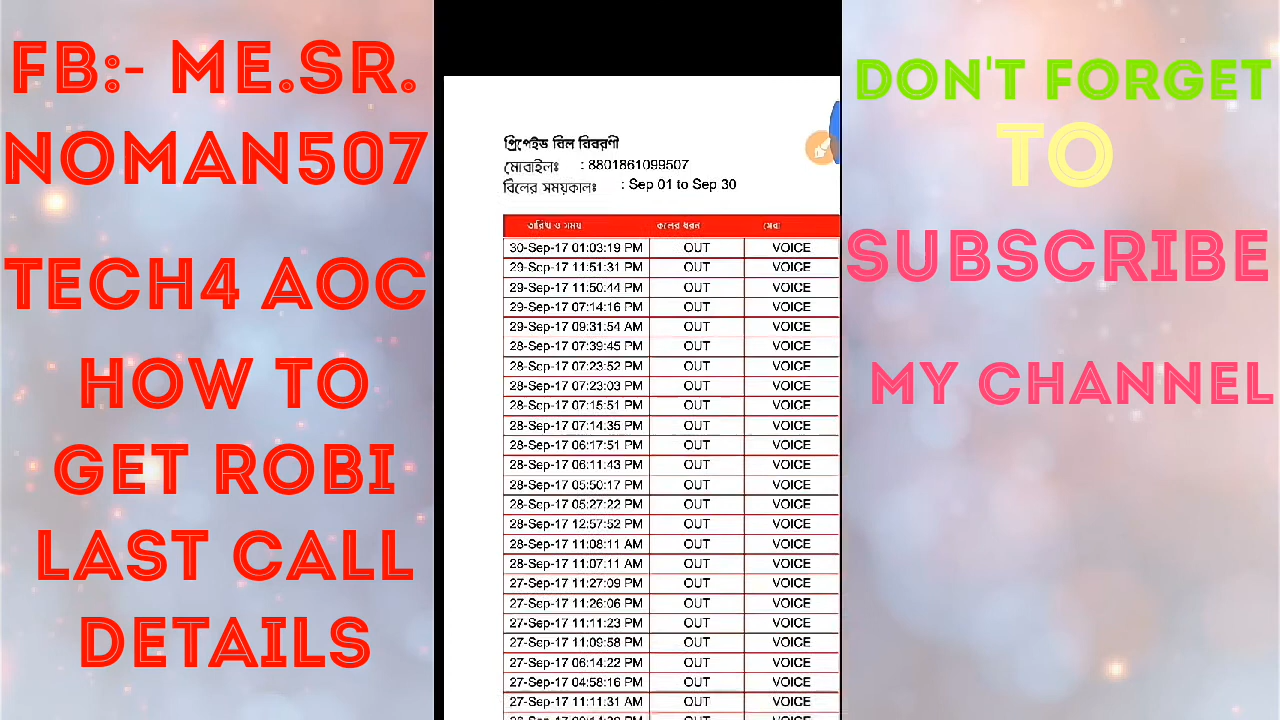 FB:- ME.SR.
NOMAN507
TECH4 AOC
HOW TO
GET ROBI
LAST CALL
DETAILS
প্রিপেইড বিল বিবরণী
মোবাইলঃ : 8801861099507
বিলের সময়কালঃ : Sep 01 to Sep 30
তারিখ ও সময় কলের ধরন সেবা
30-Sep-17 01:03:19 PM OUT VOICE
29-Sep-17 11:51:31 PM OUT VOICE
29-Sep-17 11:50:44 PM OUT VOICE
29-Sep-17 07:14:16 PM OUT VOICE
29-Sep-17 09:31:54 AM OUT VOICE
28-Sep-17 07:39:45 PM OUT VOICE
28-Sep-17 07:23:52 PM OUT VOICE
28-Sep-17 07:23:03 PM OUT VOICE
28-Sep-17 07:15:51 PM OUT VOICE
28-Sep-17 07:14:35 PM OUT VOICE
28-Sep-17 06:17:51 PM OUT VOICE
28-Sep-17 06:11:43 PM OUT VOICE
28-Sep-17 05:50:17 PM OUT VOICE
28-Sep-17 05:27:22 PM OUT VOICE
28-Sep-17 12:57:52 PM OUT VOICE
28-Sep-17 11:08:11 AM OUT VOICE
28-Sep-17 11:07:11 AM OUT VOICE
27-Sep-17 11:27:09 PM OUT VOICE
27-Sep-17 11:26:06 PM OUT VOICE
27-Sep-17 11:11:23 PM OUT VOICE
27-Sep-17 11:09:58 PM OUT VOICE
27-Sep-17 06:14:22 PM OUT VOICE
27-Sep-17 04:58:16 PM OUT VOICE
27-Sep-17 11:11:31 AM OUT VOICE
DON'T FORGET
TO
SUBSCRIBE
MY CHANNEL